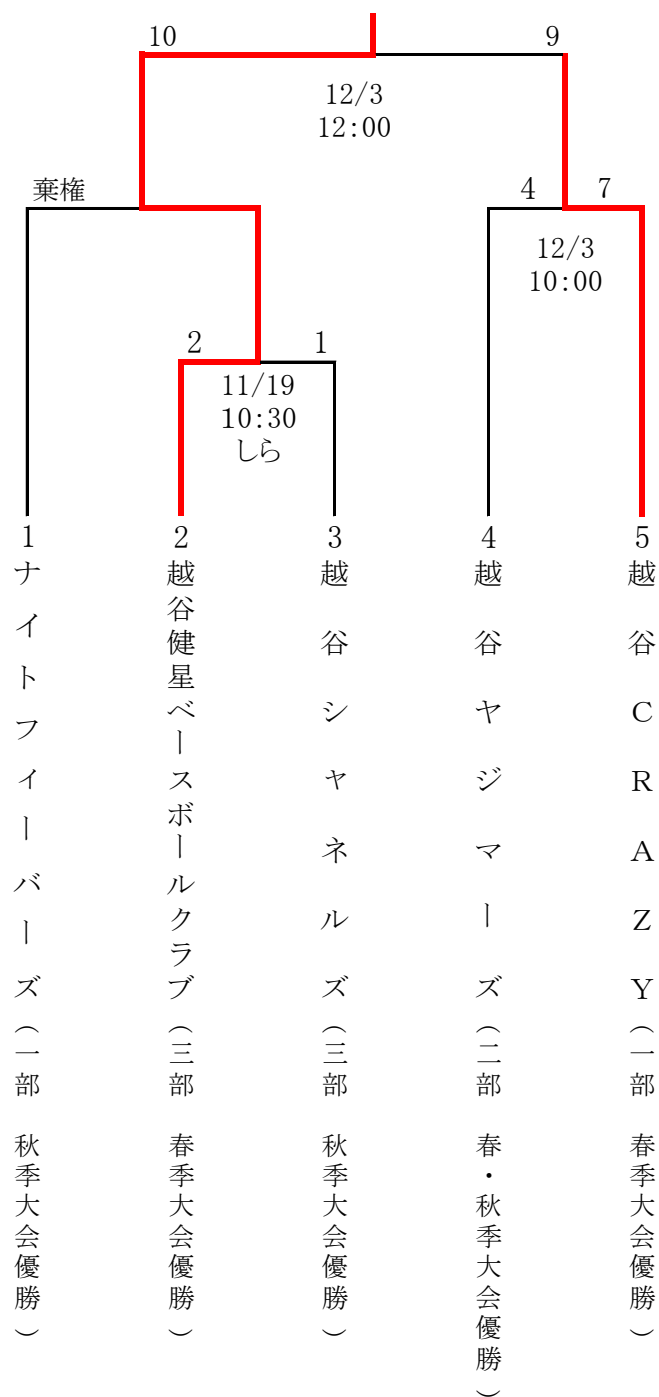 10
9
12/3
12:00
棄権
4
7
12/3
10:00
2
1
11/19
10:30
しら
1
2
3
4
5
ナイトフィーバーズ（一部　秋季大会優勝）
越谷健星ベースボールクラブ（三部　春季大会優勝）
越谷シャネルズ（三部　秋季大会優勝）
越谷ヤジマーズ（二部　春・秋季大会優勝）
越谷ＣＲＡＺＹ（一部　春季大会優勝）